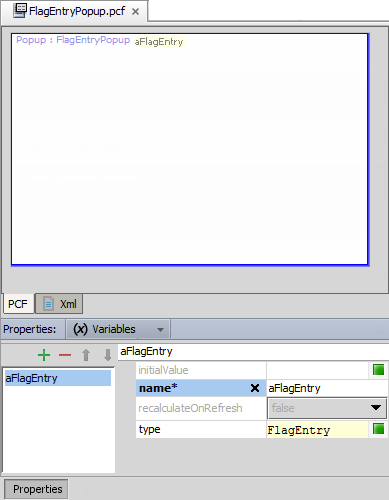 FlagEntryPopup.pcf ×
Popup : FlagEntryPopup aFlagEntry
PCF Xml
Properties: (x) Variables
aFlagEntry
aFlagEntry
initialValue
name* aFlagEntry
recalculateOnRefresh false
type FlagEntry
Properties